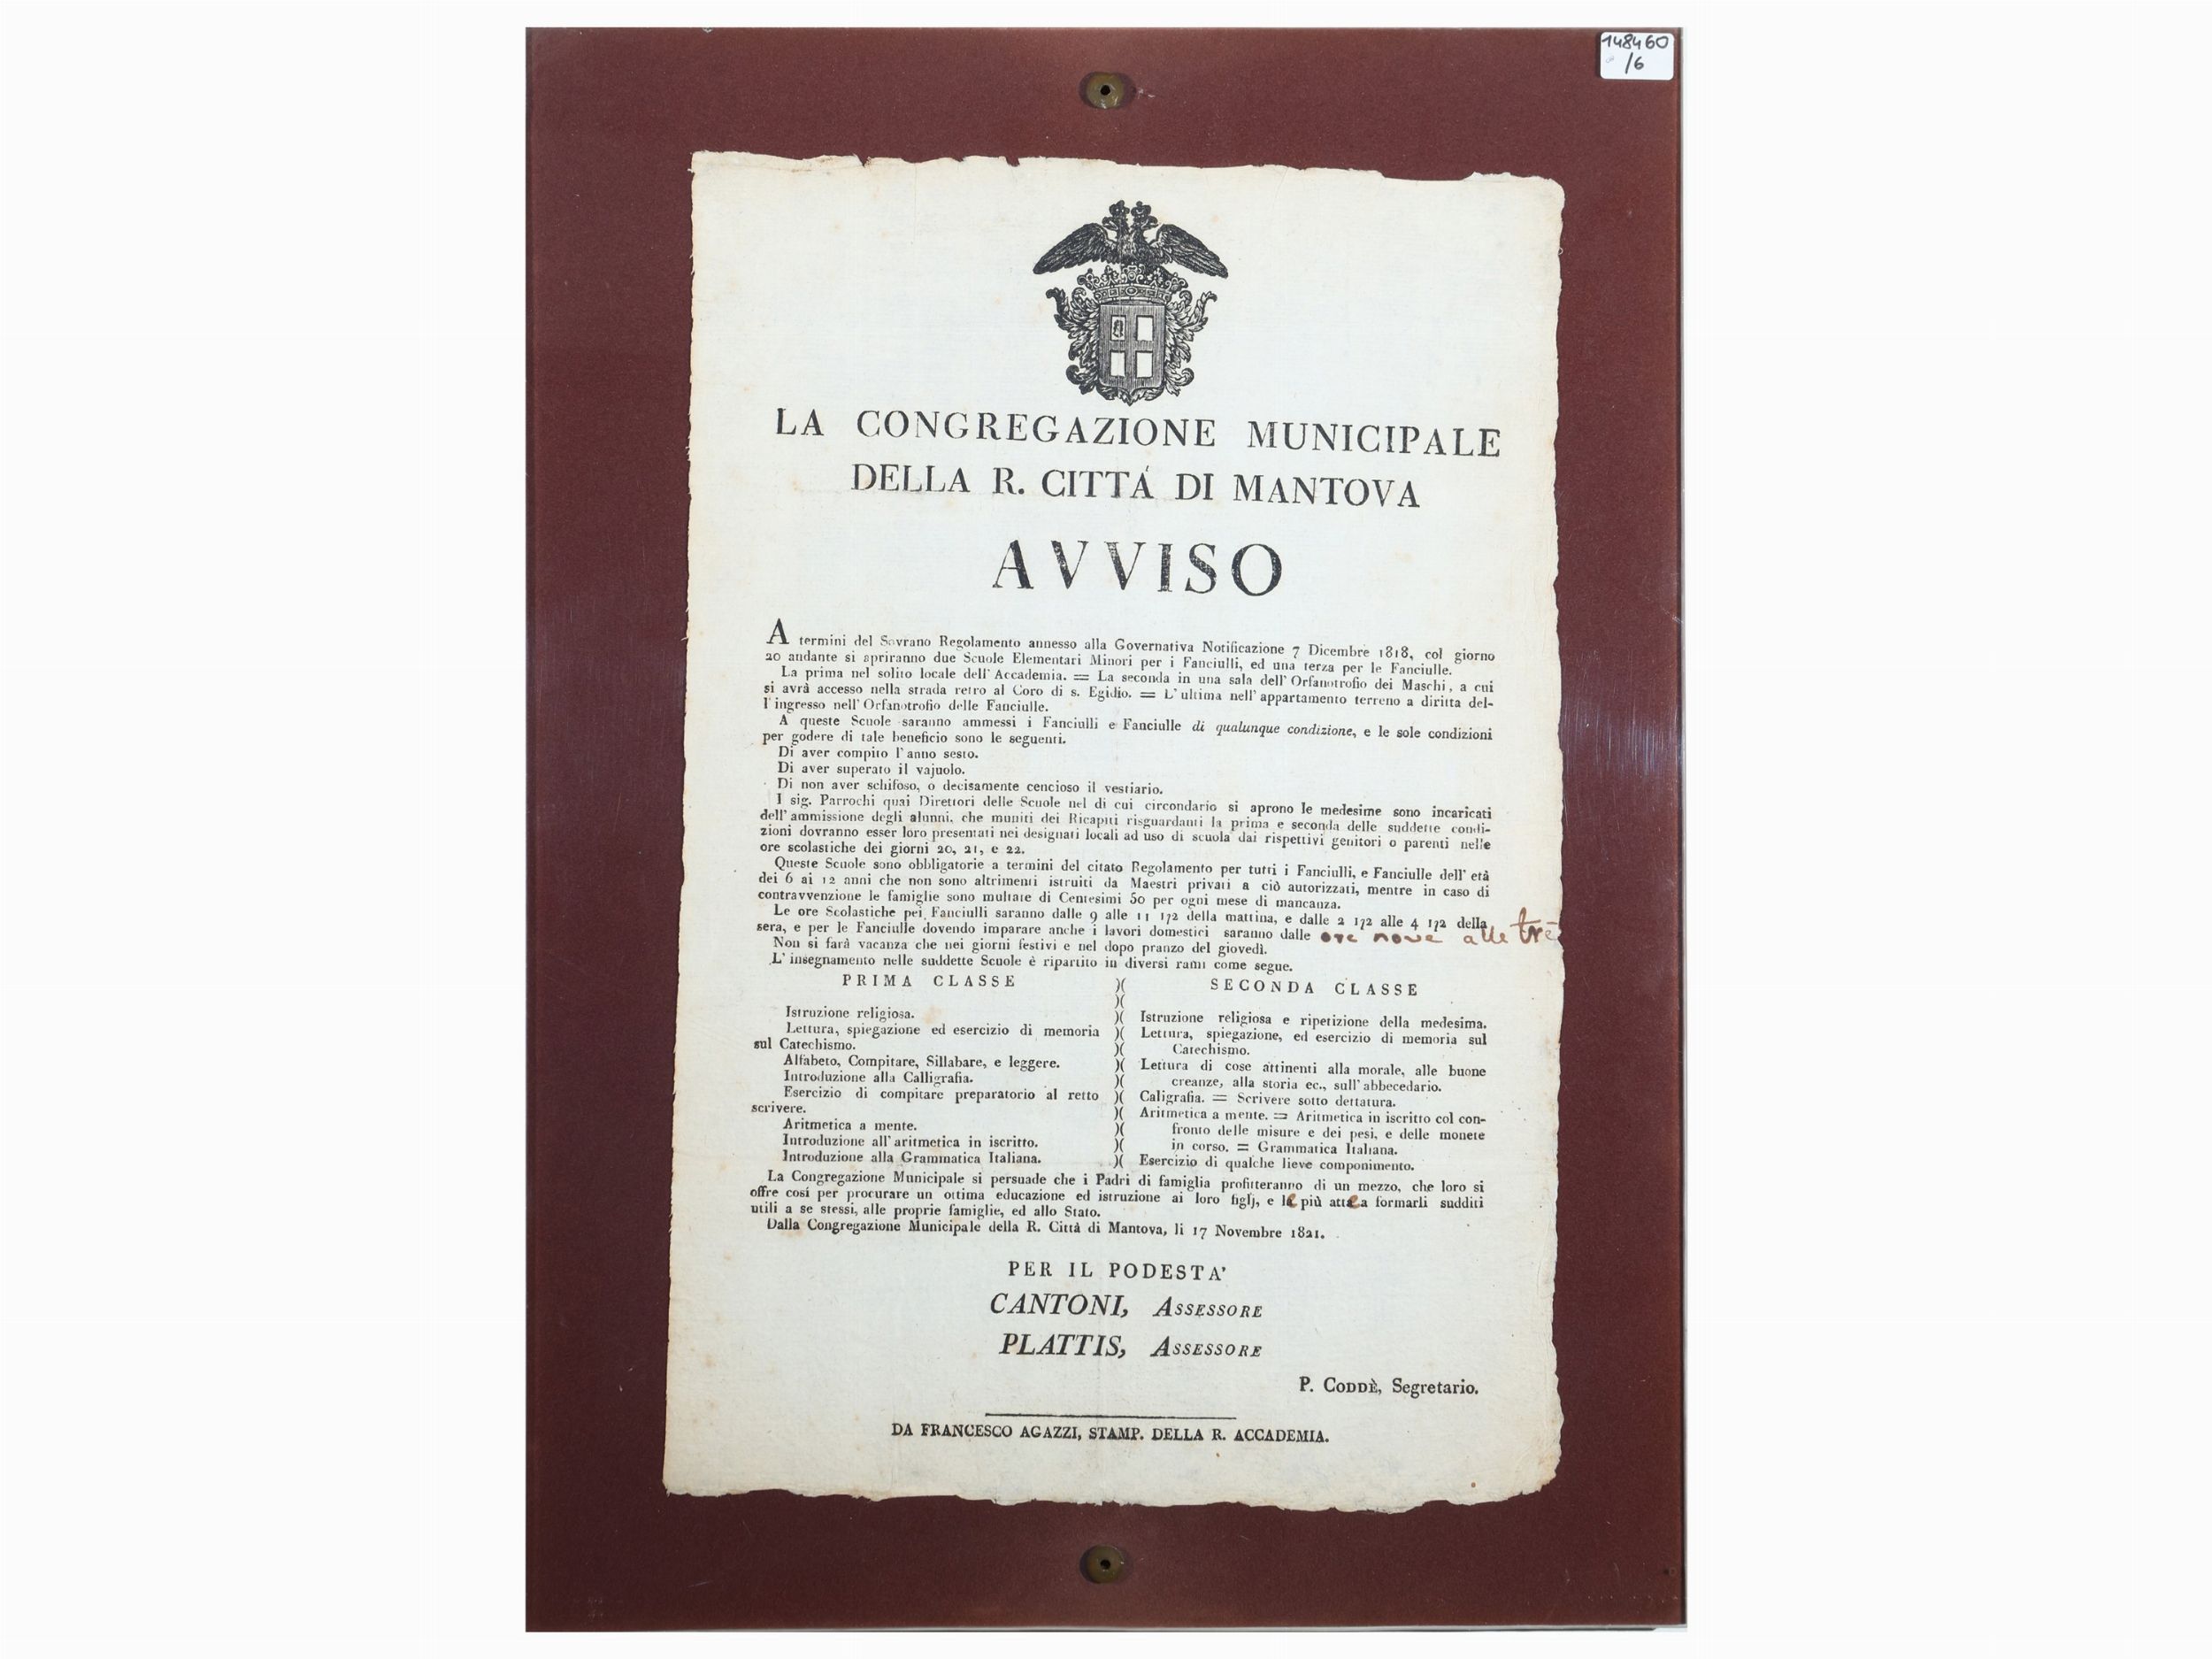 148460
/6
LA CONGREGAZIONE MUNICIPALE
DELLA R. CITTÁ DI MANTOVA
AVVISO
A termini del Sovrano Regolamento annesso alla Governativa Notificazione 7 Dicembre 1818, col giorno
20 andante si apriranno due Scuole Elementari Minori per i Fanciulli, ed una terza per le Fanciulle.
La prima nel solito locale dell'Accademia. = La seconda in una sala dell'Orfanotrofio dei Maschi, a cui
si avrà accesso nella strada retro al Coro di s. Egidio. = L'ultima nell'appartamento terreno a diritta del-
l'ingresso nell'Orfanotrofio delle Fanciulle.
A queste Scuole saranno ammessi i Fanciulli e Fanciulle di qualunque condizione, e le sole condizioni
per godere di tale beneficio sono le seguenti.
Di aver compito l'anno sesto.
Di aver superato il vajuolo.
Di non aver schifoso, o decisamente cencioso il vestiario.
I sig. Parrochi quai Direttori delle Scuole nel di cui circondario si aprono le medesime sono incaricati
dell'ammissione degli alunni, che muniti dei Ricapiti risguardanti la prima e seconda delle suddette condi-
zioni dovranno esser loro presentati nei designati locali ad uso di scuola dai rispettivi genitori o parenti nelle
ore scolastiche dei giorni 20, 21, e 22.
Queste Scuole sono obbligatorie a termini del citato Regolamento per tutti i Fanciulli, e Fanciulle dell'età
dei 6 ai 12 anni che non sono altrimenti istruiti da Maestri privati a ciò autorizzati, mentre in caso di
contravvenzione le famiglie sono multate di Centesimi 50 per ogni mese di mancanza.
Le ore Scolastiche pei Fanciulli saranno dalle 9 alle 11 1/2 della mattina, e dalle 2 1/2 alle 4 1/2 della
sera, e per le Fanciulle dovendo imparare anche i lavori domestici saranno dalle ore nove alle tre
Non si farà vacanza che nei giorni festivi e nel dopo pranzo del giovedì.
L'insegnamento nelle suddette Scuole è ripartito in diversi rami come segue.
PRIMA CLASSE
Istruzione religiosa.
Lettura, spiegazione ed esercizio di memoria
sul Catechismo.
Alfabeto, Compitare, Sillabare, e leggere.
Introduzione alla Calligrafia.
Esercizio di compitare preparatorio al retto
scrivere.
Aritmetica a mente.
Introduzione all'aritmetica in iscritto.
Introduzione alla Grammatica Italiana.
SECONDA CLASSE
Istruzione religiosa e ripetizione della medesima.
Lettura, spiegazione, ed esercizio di memoria sul
Catechismo.
Lettura di cose attinenti alla morale, alle buone
creanze, alla storia ec., sull'abbecedario.
Caligrafia. = Scrivere sotto dettatura.
Aritmetica a mente. = Aritmetica in iscritto col con-
fronto delle misure e dei pesi, e delle monete
in corso. = Grammatica Italiana.
Esercizio di qualche lieve componimento.
La Congregazione Municipale si persuade che i Padri di famiglia profitteranno di un mezzo, che loro si
offre così per procurare un ottima educazione ed istruzione ai loro figlj, e le più atte a formarli sudditi
utili a se stessi, alle proprie famiglie, ed allo Stato.
Dalla Congregazione Municipale della R. Città di Mantova, li 17 Novembre 1821.
PER IL PODESTA'
CANTONI, ASSESSORE
PLATTIS, ASSESSORE
P. CODDÈ, Segretario.
DA FRANCESCO AGAZZI, STAMP. DELLA R. ACCADEMIA.